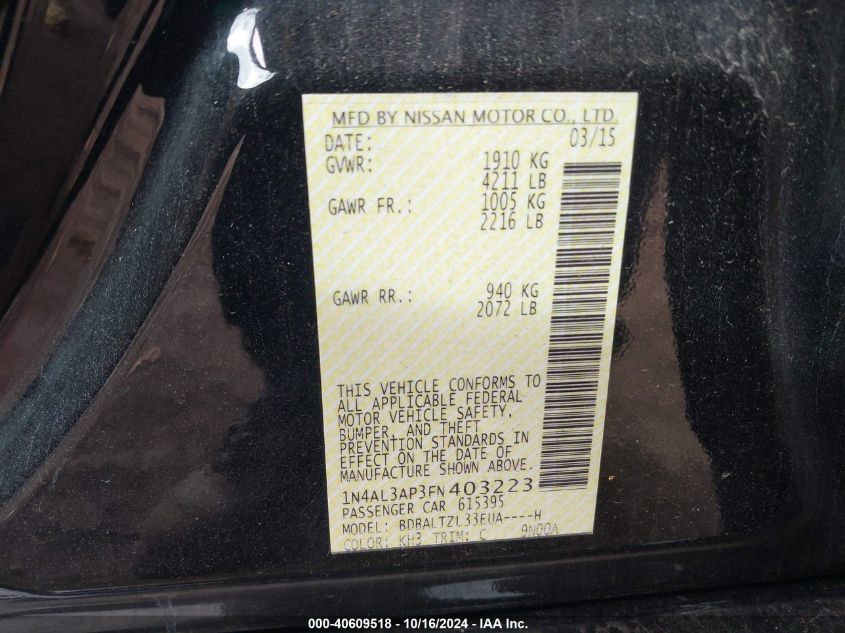 MFD BY NISSAN MOTOR CO., LTD.
DATE: 03/15
GVWR: 1910 KG
4211 LB
GAWR FR.: 1005 KG
2216 LB
GAWR RR.: 940 KG
2072 LB
THIS VEHICLE CONFORMS TO
ALL APPLICABLE FEDERAL
MOTOR VEHICLE SAFETY,
BUMPER, AND THEFT
PREVENTION STANDARDS IN
EFFECT ON THE DATE OF
MANUFACTURE SHOWN ABOVE.
1N4AL3AP3FN403223
PASSENGER CAR 615395
MODEL: BDBALTZL33EUA----H
COLOR: KH3 TRIM: C 9N00A
000-40609518 - 10/16/2024 - IAA Inc.